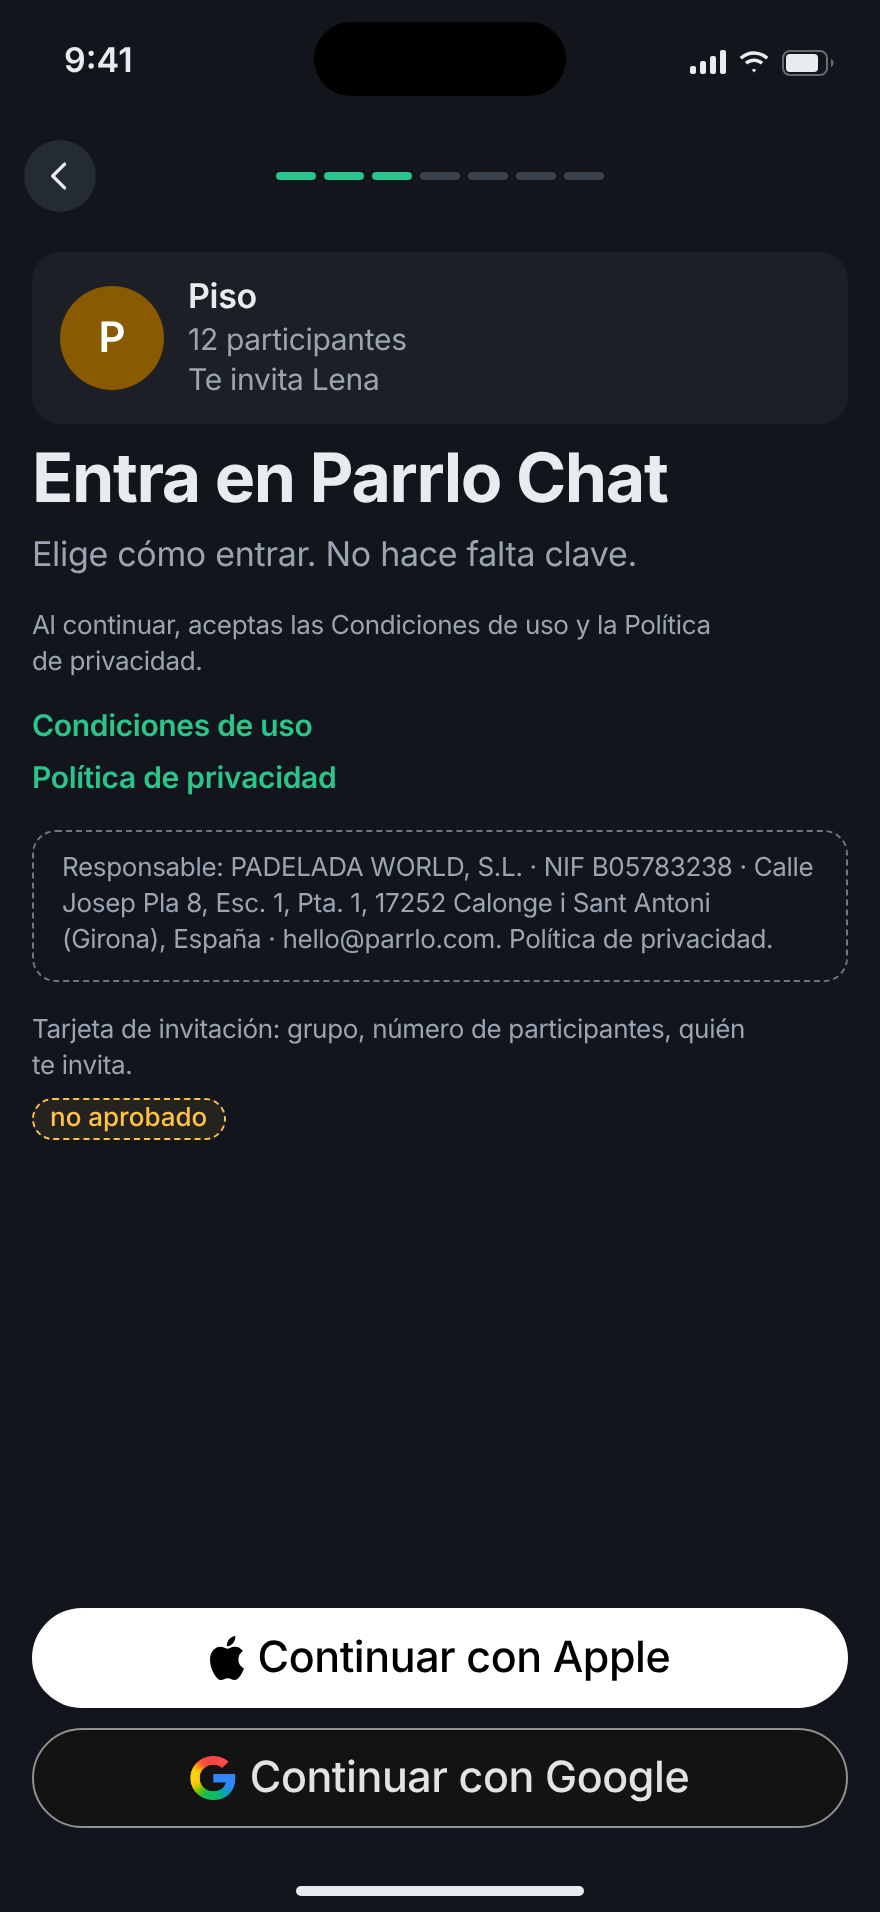 9:41
P
Piso
12 participantes
Te invita Lena
Entra en Parrlo Chat
Elige cómo entrar. No hace falta clave.
Al continuar, aceptas las Condiciones de uso y la Política
de privacidad.
Condiciones de uso
Política de privacidad
Responsable: PADELADA WORLD, S.L. · NIF B05783238 · Calle
Josep Pla 8, Esc. 1, Pta. 1, 17252 Calonge i Sant Antoni
(Girona), España · hello@parrlo.com. Política de privacidad.
Tarjeta de invitación: grupo, número de participantes, quién
te invita.
no aprobado
Continuar con Apple
Continuar con Google